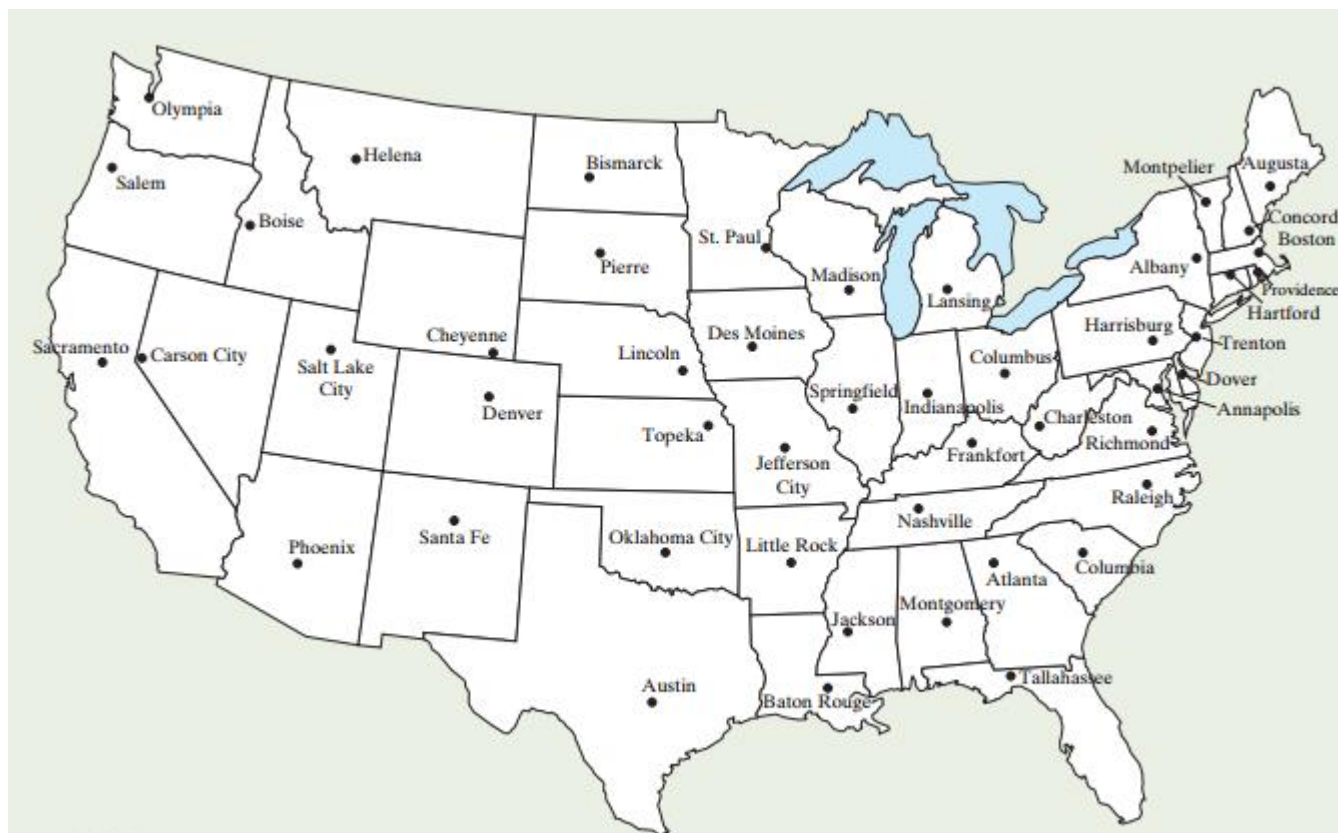 Olympia
Helena
Bismarck
Montpelier
Augusta
Salem
Boise
Concord
St. Paul
Boston
Pierre
Madison
Albany
Lansing
Providence
Hartford
Cheyenne
Des Moines
Harrisburg
Sacramento
Carson City
Lincoln
Columbus
Trenton
Salt Lake
City
Denver
Springfield
Indianapolis
Dover
Annapolis
Topeka
Charleston
Richmond
Jefferson
City
Frankfort
Raleigh
Phoenix
Santa Fe
Oklahoma City
Little Rock
Nashville
Atlanta
Columbia
Montgomery
Jackson
Austin
Baton Rouge
Tallahassee